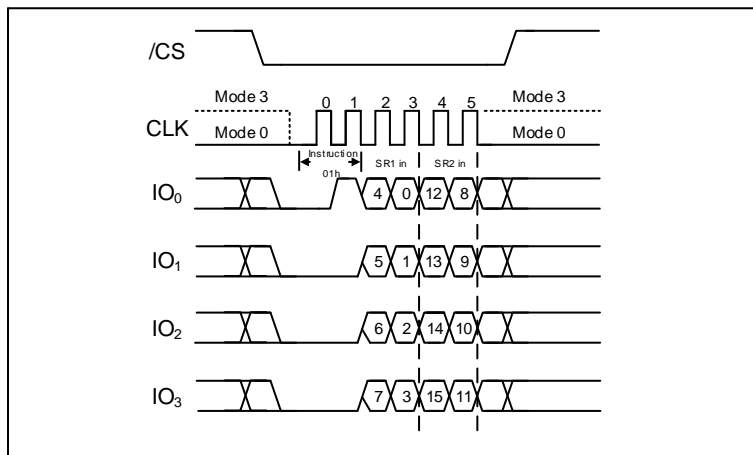 /CS
0 1 2 3 4 5
Mode 3 Mode 3
CLK Mode 0 Mode 0
Instruction SR1 in SR2 in
01h
IO0 4 0 12 8
IO1 5 1 13 9
IO2 6 2 14 10
IO3 7 3 15 11